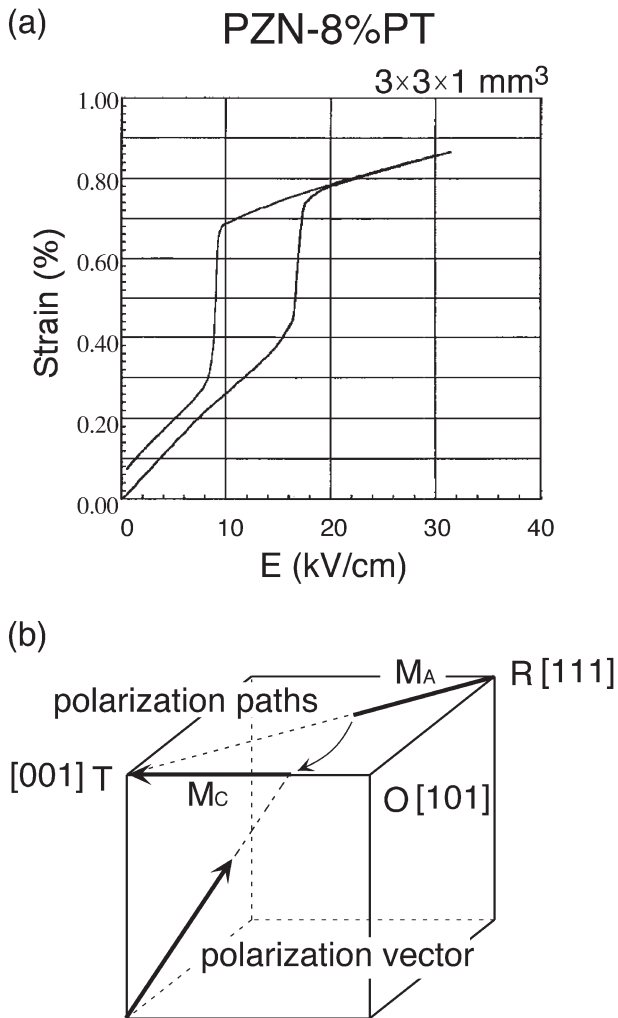 (a)
PZN-8%PT
3×3×1 mm³
1.00
0.80
0.60
0.40
0.20
0.00
Strain (%)
0 10 20 30 40
E (kV/cm)
(b)
MA
R [111]
polarization paths
[001] T
MC
O [101]
polarization vector